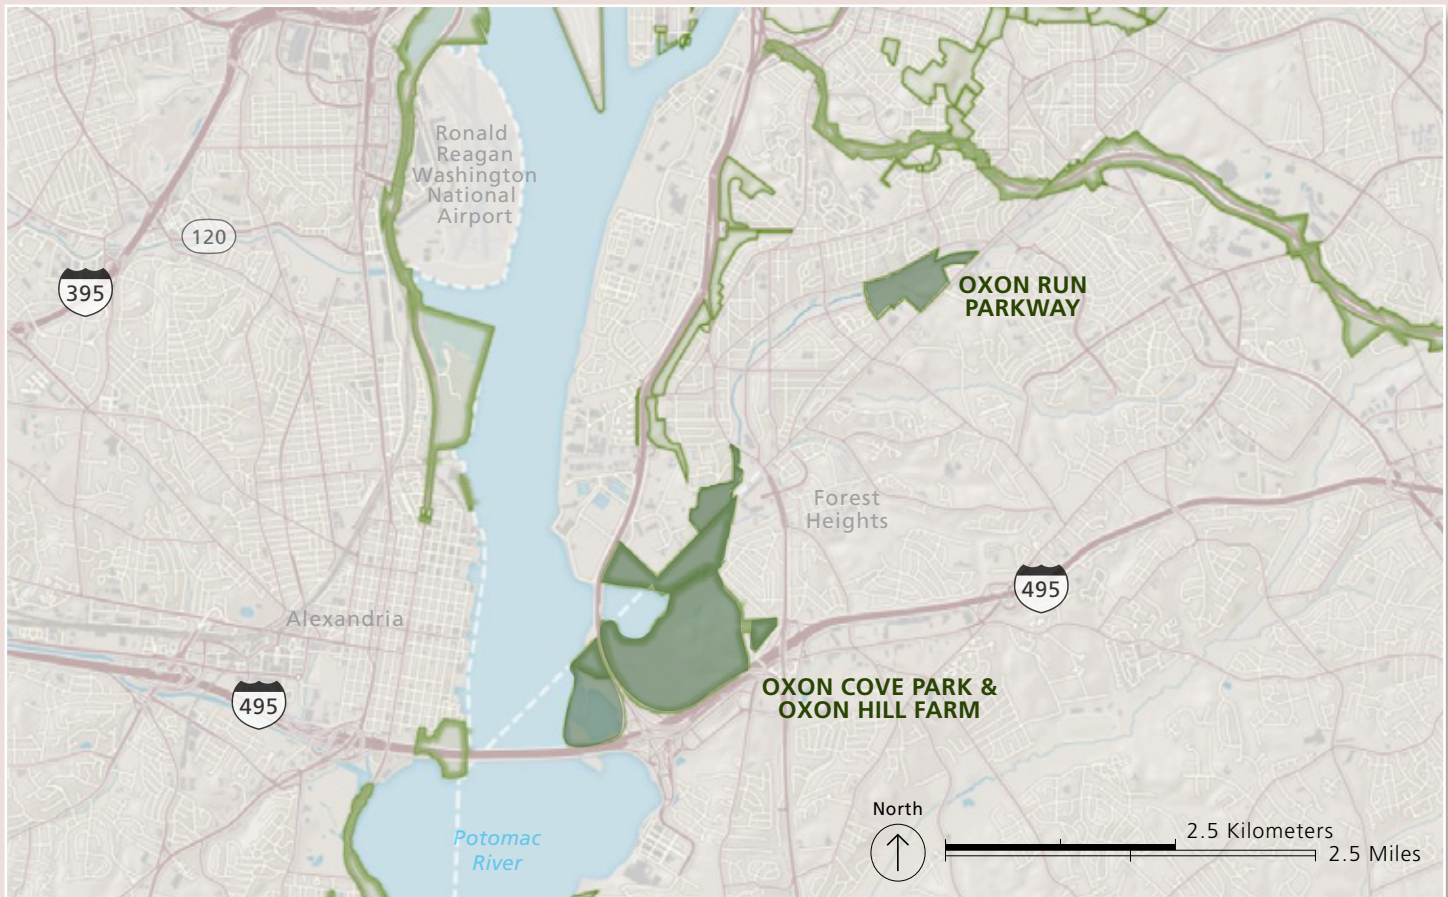 Ronald
Reagan
Washington
National
Airport
120
395
OXON RUN
PARKWAY
Forest
Heights
495
Alexandria
495
OXON COVE PARK &
OXON HILL FARM
Potomac
River
North
2.5 Kilometers
2.5 Miles